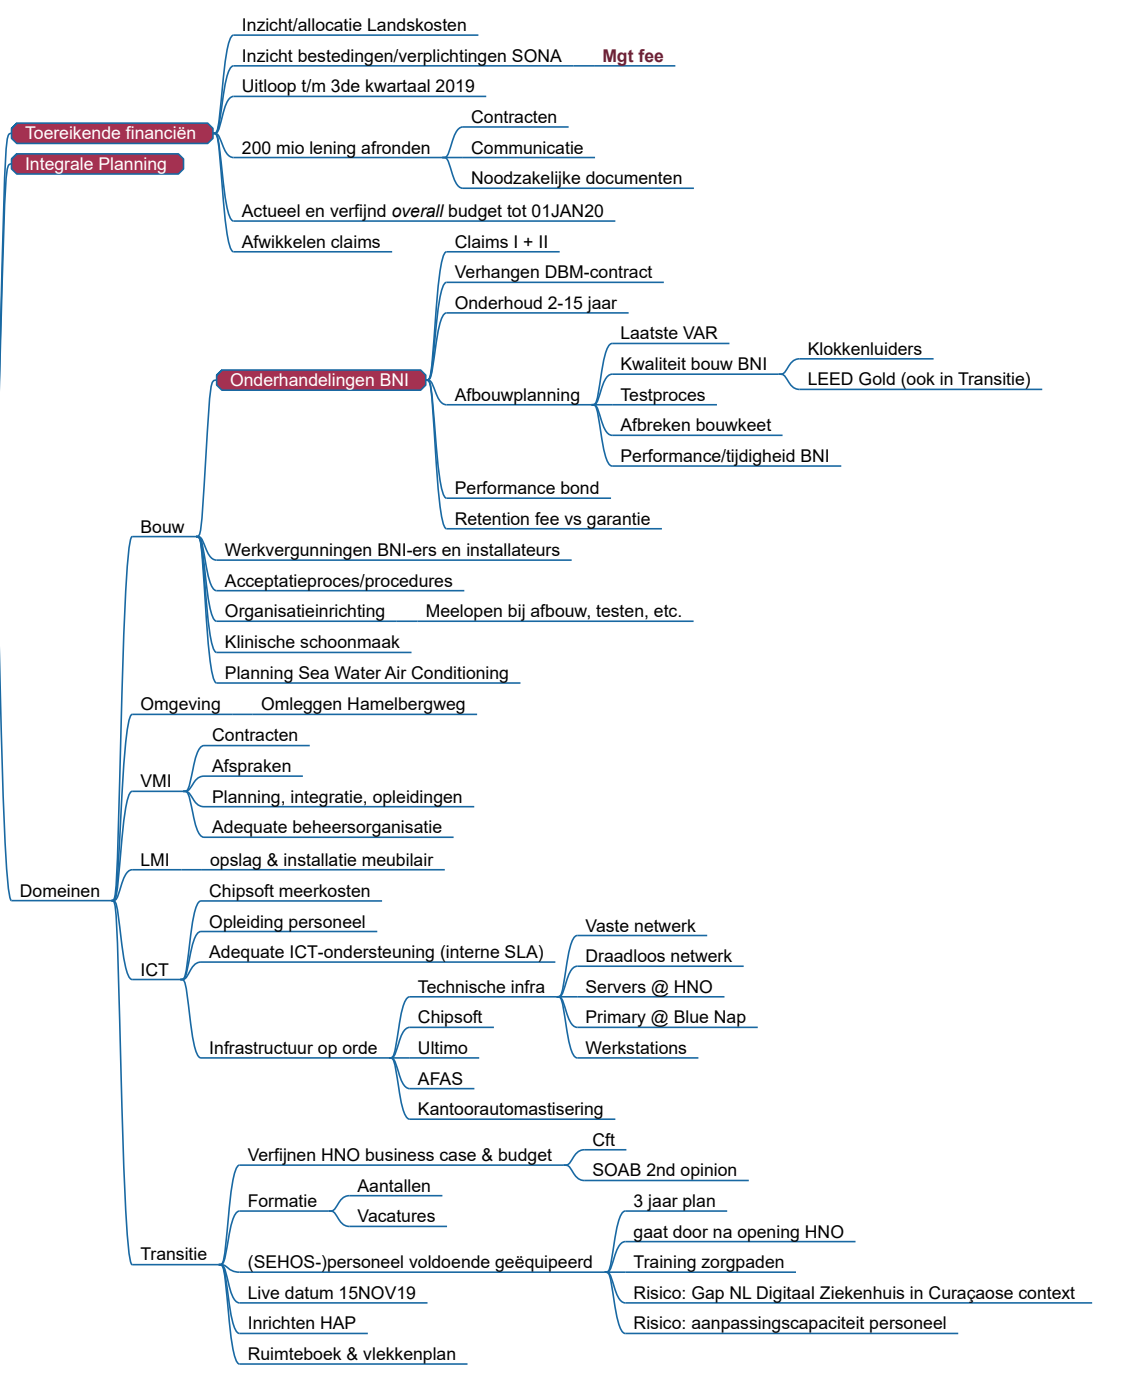 Inzicht/allocatie Landskosten
Inzicht bestedingen/verplichtingen SONA Mgt fee
Uitloop t/m 3de kwartaal 2019
Contracten
Toereikende financiën
200 mio lening afronden
Communicatie
Integrale Planning
Noodzakelijke documenten
Actueel en verfijnd overall budget tot 01JAN20
Afwikkelen claims
Claims I + II
Verhangen DBM-contract
Onderhoud 2-15 jaar
Laatste VAR
Klokkenluiders
Kwaliteit bouw BNI
Onderhandelingen BNI
LEED Gold (ook in Transitie)
Afbouwplanning
Testproces
Afbreken bouwkeet
Performance/tijdigheid BNI
Performance bond
Retention fee vs garantie
Bouw
Werkvergunningen BNI-ers en installateurs
Acceptatieproces/procedures
Organisatieinrichting Meelopen bij afbouw, testen, etc.
Klinische schoonmaak
Planning Sea Water Air Conditioning
Omgeving Omleggen Hamelbergweg
Contracten
Afspraken
VMI
Planning, integratie, opleidingen
Adequate beheersorganisatie
LMI opslag & installatie meubilair
Domeinen
Chipsoft meerkosten
Opleiding personeel
Vaste netwerk
Adequate ICT-ondersteuning (interne SLA)
Draadloos netwerk
ICT
Technische infra
Servers @ HNO
Chipsoft
Primary @ Blue Nap
Infrastructuur op orde
Ultimo
Werkstations
AFAS
Kantoorautomastisering
Cft
Verfijnen HNO business case & budget
SOAB 2nd opinion
Aantallen
Formatie
Vacatures
3 jaar plan
gaat door na opening HNO
Transitie
(SEHOS-)personeel voldoende geëquipeerd
Training zorgpaden
Live datum 15NOV19
Risico: Gap NL Digitaal Ziekenhuis in Curaçaose context
Inrichten HAP
Risico: aanpassingscapaciteit personeel
Ruimteboek & vlekkenplan